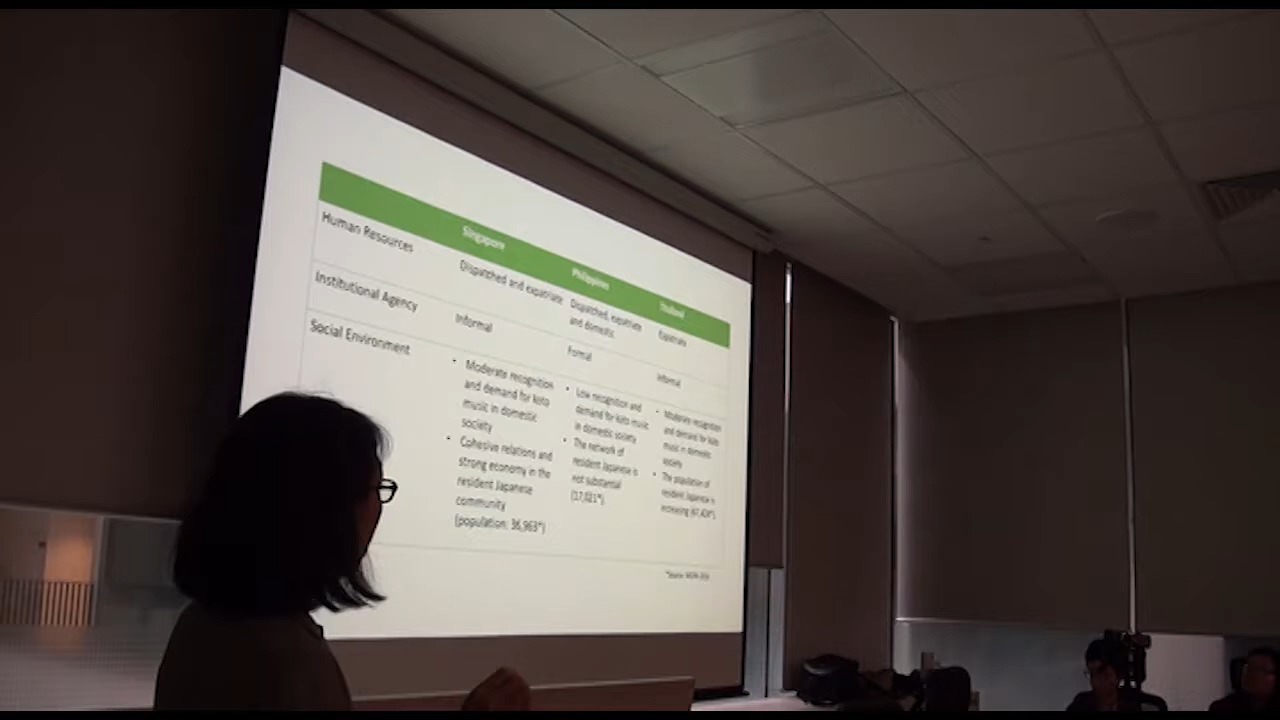 Singapore
Philippines
Thailand
Human Resources
Dispatched and expatriate
Dispatched, expatriate
and domestic
Expatriate
Institutional Agency
Informal
Formal
Informal
Social Environment
• Moderate recognition
and demand for koto
music in domestic
society
• Cohesive relations and
strong economy in the
resident Japanese
community
(population: 36,963*)
• Low recognition and
demand for koto music
in domestic society
• The network of
resident Japanese is
not substantial
(17,021*)
• Moderate recognition
and demand for koto
music in domestic
society
• The population of
resident Japanese is
increasing
*Source: